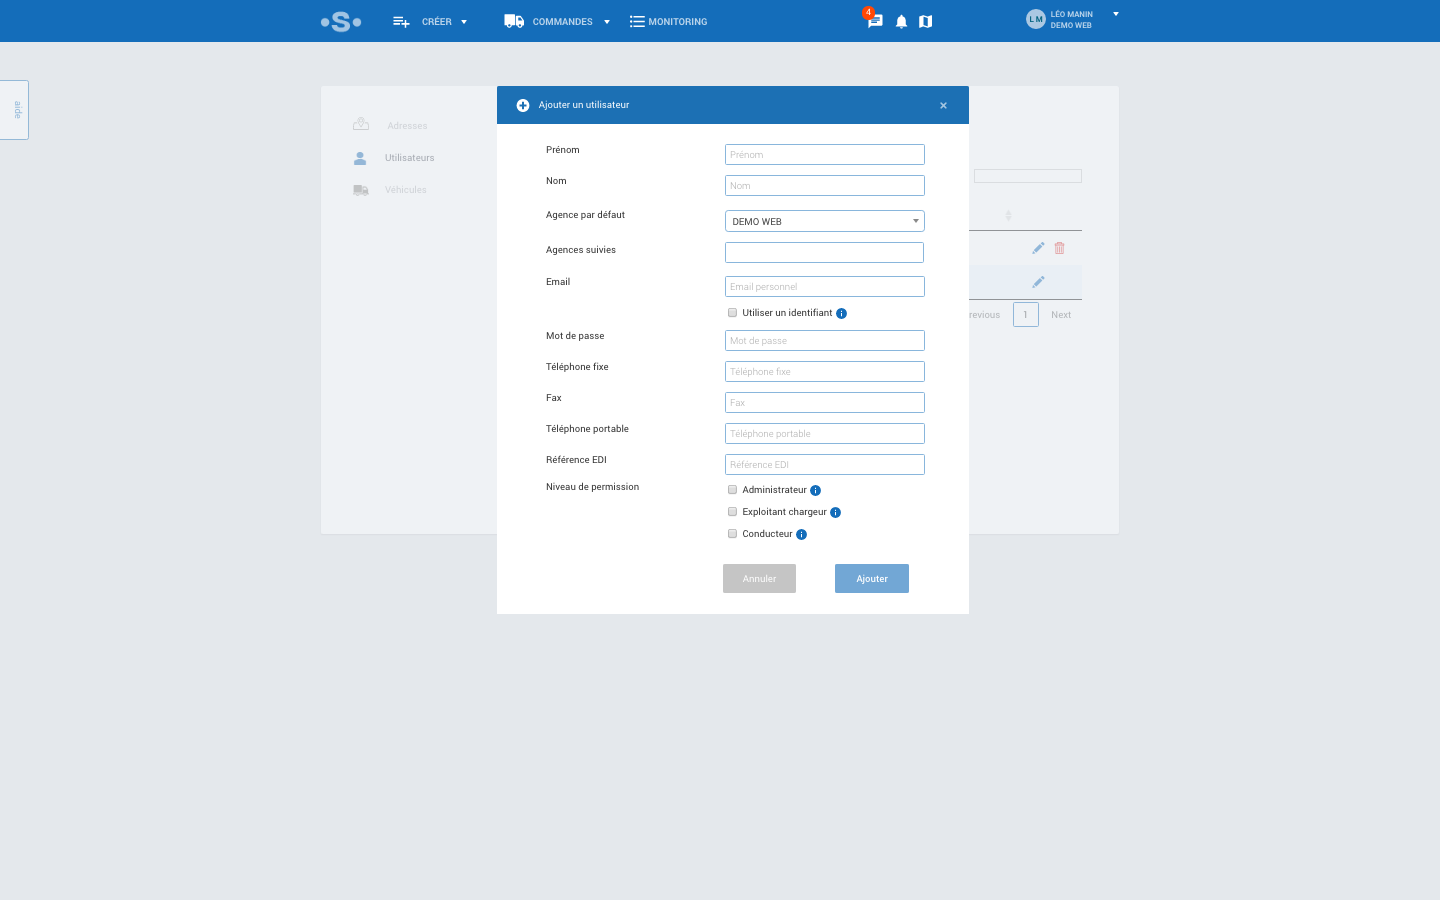 S
CRÉER
COMMANDES
MONITORING
4
LM
LÉO MANIN
DEMO WEB
aide
Adresses
Utilisateurs
Véhicules
Ajouter un utilisateur
×
Prénom
Prénom
Nom
Nom
Agence par défaut
DEMO WEB
Agences suivies
Email
Email personnel
Utiliser un identifiant
Mot de passe
Mot de passe
Téléphone fixe
Téléphone fixe
Fax
Fax
Téléphone portable
Téléphone portable
Référence EDI
Référence EDI
Niveau de permission
Administrateur
Exploitant chargeur
Conducteur
Annuler
Ajouter
revious
1
Next